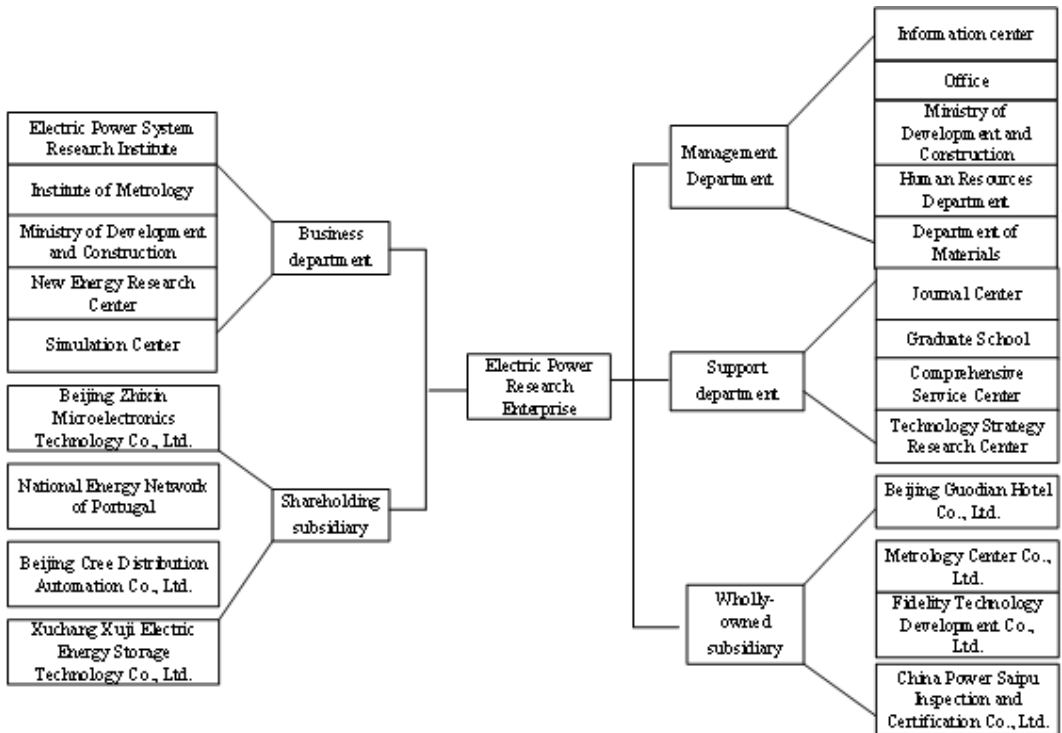 Electric Power System
Research Institute
Institute of Metrology
Ministry of Development
and Construction
New Energy Research
Center
Simulation Center
Business
department
Beijing Zhixin
Microelectronics
Technology Co., Ltd.
National Energy Network
of Portugal
Beijing Cree Distribution
Automation Co., Ltd.
Xuchang Xuji Electric
Energy Storage
Technology Co., Ltd.
Shareholding
subsidiary
Electric Power
Research
Enterprise
Management
Department
Information center
Office
Ministry of
Development and
Construction
Human Resources
Department
Department of
Materials
Support
department
Journal Center
Graduate School
Comprehensive
Service Center
Technology Strategy
Research Center
Wholly-
owned
subsidiary
Beijing Guodian Hotel
Co., Ltd.
Metrology Center Co.,
Ltd.
Fidelity Technology
Development Co.,
Ltd.
China Power Saipu
Inspection and
Certification Co., Ltd.